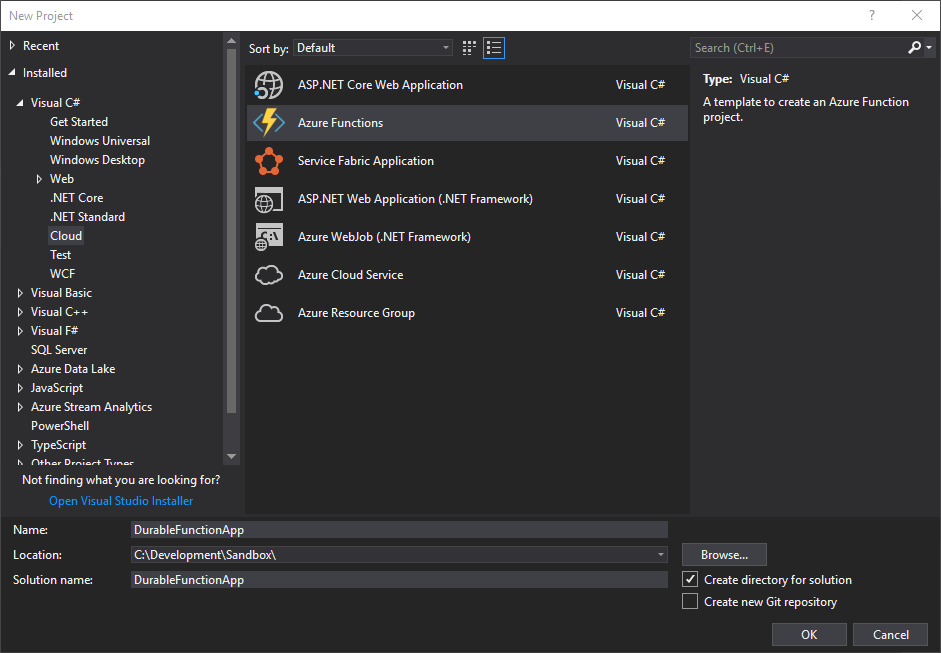 New Project
?
Recent
Installed
Visual C#
Get Started
Windows Universal
Windows Desktop
Web
.NET Core
.NET Standard
Cloud
Test
WCF
Visual Basic
Visual C++
Visual F#
SQL Server
Azure Data Lake
JavaScript
Azure Stream Analytics
PowerShell
TypeScript
Other Project Types
Not finding what you are looking for?
Open Visual Studio Installer
Sort by: Default
ASP.NET Core Web Application Visual C#
Azure Functions Visual C#
Service Fabric Application Visual C#
ASP.NET Web Application (.NET Framework) Visual C#
Azure WebJob (.NET Framework) Visual C#
Azure Cloud Service Visual C#
Azure Resource Group Visual C#
Search (Ctrl+E)
Type: Visual C#
A template to create an Azure Function
project.
Name: DurableFunctionApp
Location: C:\Development\Sandbox\
Browse...
Solution name: DurableFunctionApp
Create directory for solution
Create new Git repository
OK Cancel